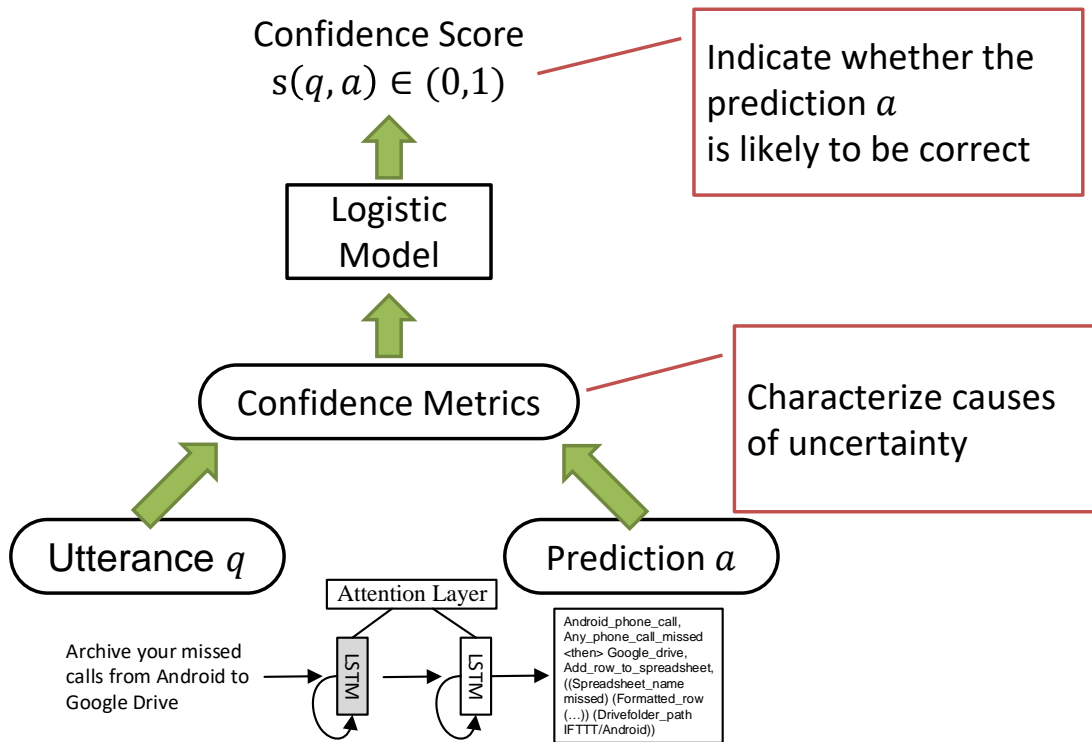 Confidence Score
s(q, a) ∈ (0,1)
Indicate whether the
prediction a
is likely to be correct
Logistic
Model
Confidence Metrics
Characterize causes
of uncertainty
Utterance q
Prediction a
Attention Layer
Archive your missed
calls from Android to
Google Drive
LSTM
LSTM
Android_phone_call,
Any_phone_call_missed
<then> Google_drive,
Add_row_to_spreadsheet,
((Spreadsheet_name
missed) (Formatted_row
(…)) (Drivefolder_path
IFTTT/Android))